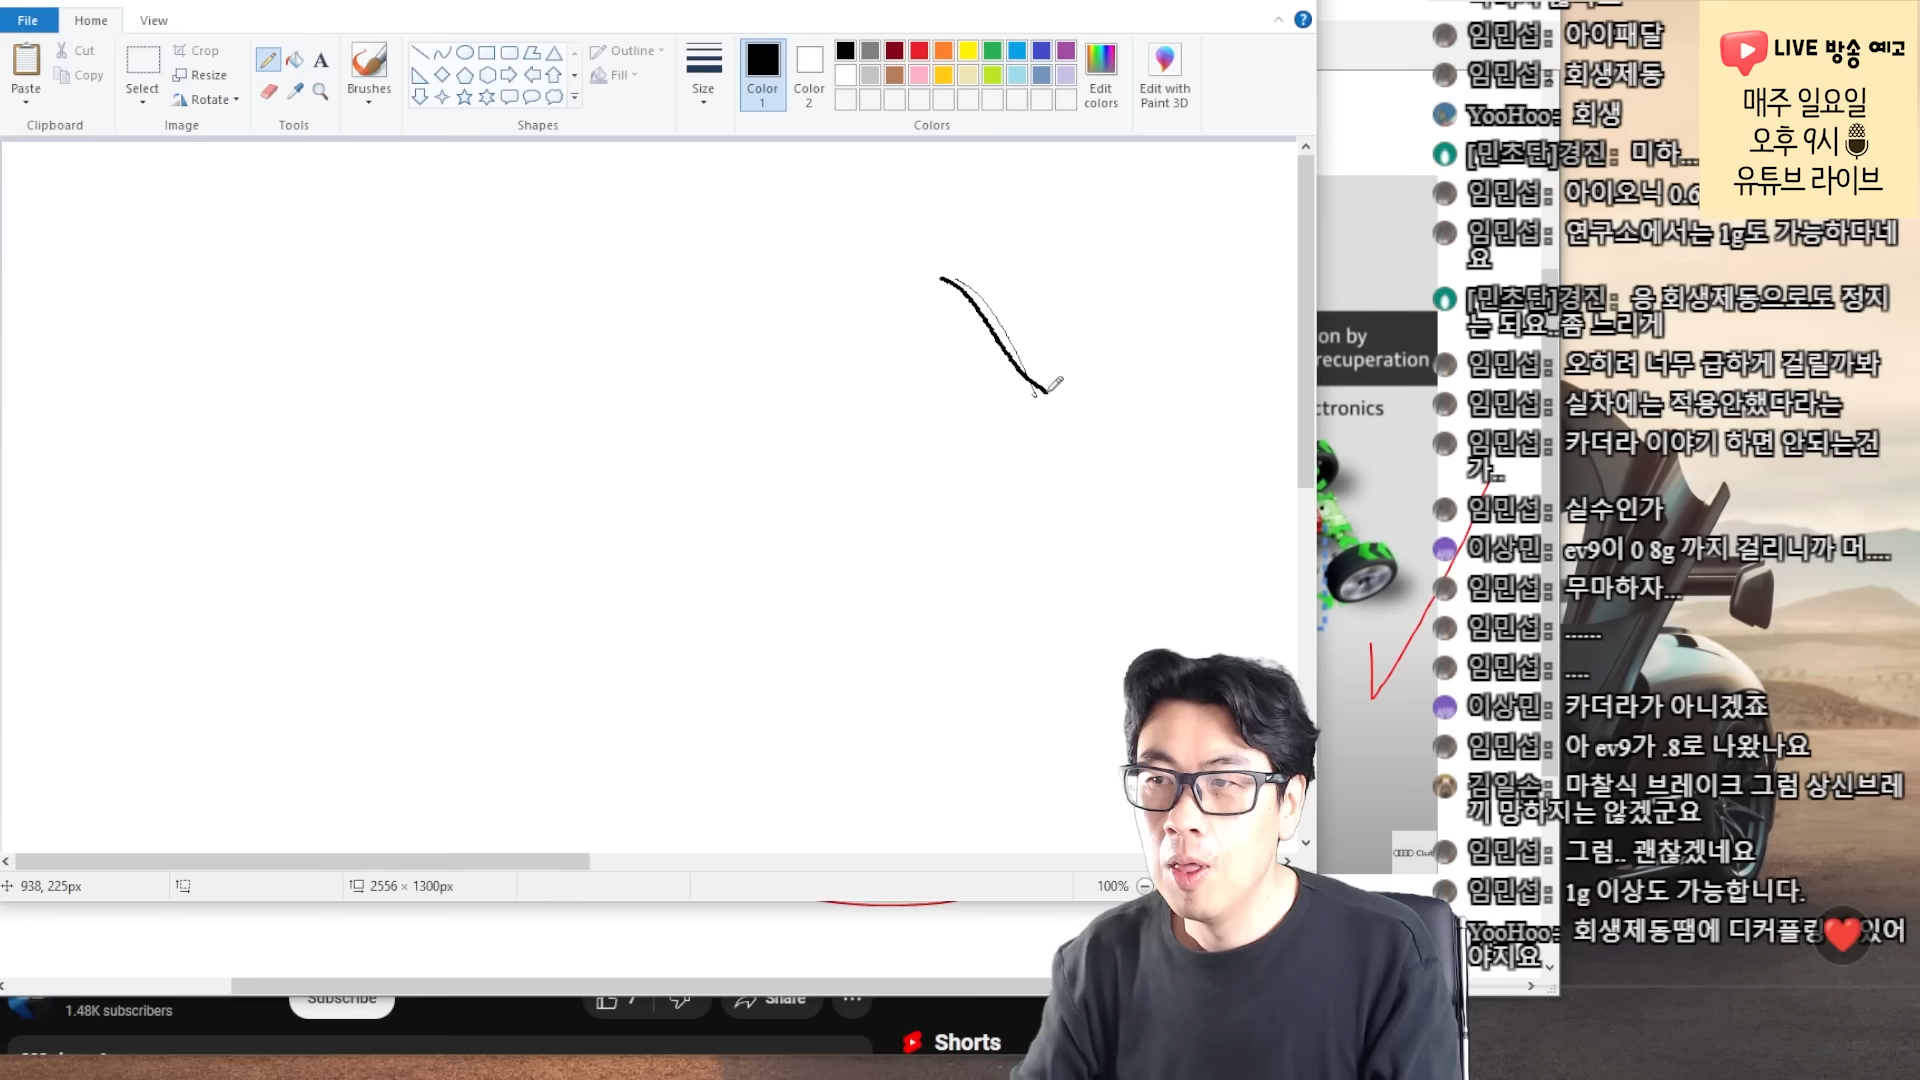 File
Home
View
Paste
Cut
Copy
Clipboard
Select
Crop
Resize
Rotate
Image
Tools
Brushes
Shapes
Outline
Fill
Size
Color
1
Color
2
Edit
colors
Edit with
Paint 3D
Colors
938, 225px
2556 × 1300px
100%
on by
recuperation
ctronics
Club
1.48K subscribers
Subscribe
7
Share
Shorts
LIVE 방송 예고
매주 일요일
오후 9시
유튜브 라이브
임민섭: 아이패달
임민섭: 회생제동
YooHoo: 회생
[민초단]경진: 미하...
임민섭: 아이오닉 0.6
임민섭: 연구소에서는 1g도 가능하다네
요
[민초단]경진: 응 회생제동으로도 정지
는 되요..좀 느리게
임민섭: 오히려 너무 급하게 걸릴까봐
임민섭: 실차에는 적용안했다라는
임민섭: 카더라 이야기 하면 안되는건
가..
임민섭: 실수인가
이상민: ev9이 0 8g 까지 걸리니까 머....
임민섭: 무마하자...
임민섭: ......
임민섭: ....
이상민: 카더라가 아니겠죠
임민섭: 아 ev9가 .8로 나왔나요
김일손: 마찰식 브레이크 그럼 상신브레
끼 망하지는 않겠군요
임민섭: 그럼.. 괜찮겠네요
임민섭: 1g 이상도 가능합니다.
YooHoo: 회생제동땜에 디커플링 있어
야지요